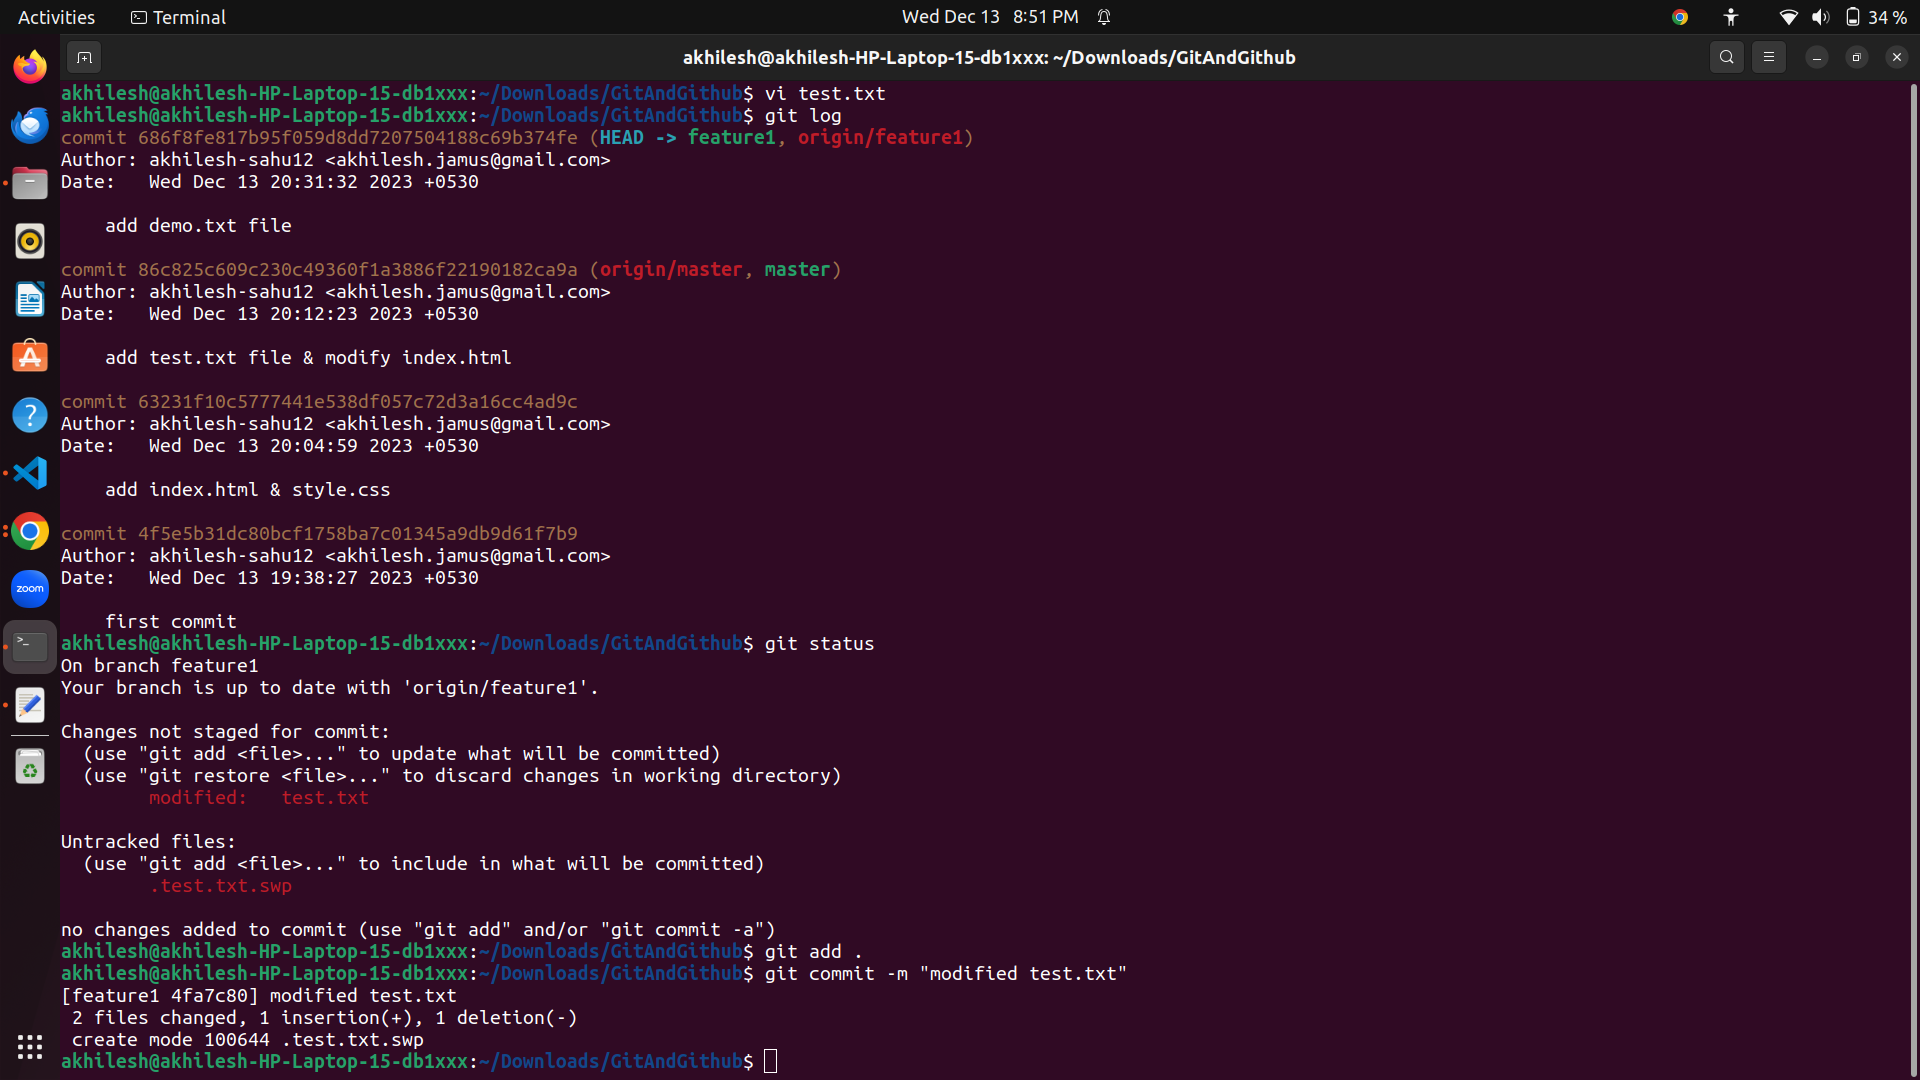 Activities
Terminal
Wed Dec 13 8:51 PM
34 %
akhilesh@akhilesh-HP-Laptop-15-db1xxx: ~/Downloads/GitAndGithub
akhilesh@akhilesh-HP-Laptop-15-db1xxx:~/Downloads/GitAndGithub$ vi test.txt
akhilesh@akhilesh-HP-Laptop-15-db1xxx:~/Downloads/GitAndGithub$ git log
commit 686f8fe817b95f059d8dd7207504188c69b374fe (HEAD -> feature1, origin/feature1)
Author: akhilesh-sahu12 <akhilesh.jamus@gmail.com>
Date:   Wed Dec 13 20:31:32 2023 +0530
    add demo.txt file
commit 86c825c609c230c49360f1a3886f22190182ca9a (origin/master, master)
Author: akhilesh-sahu12 <akhilesh.jamus@gmail.com>
Date:   Wed Dec 13 20:12:23 2023 +0530
    add test.txt file & modify index.html
commit 63231f10c5777441e538df057c72d3a16cc4ad9c
Author: akhilesh-sahu12 <akhilesh.jamus@gmail.com>
Date:   Wed Dec 13 20:04:59 2023 +0530
    add index.html & style.css
commit 4f5e5b31dc80bcf1758ba7c01345a9db9d61f7b9
Author: akhilesh-sahu12 <akhilesh.jamus@gmail.com>
Date:   Wed Dec 13 19:38:27 2023 +0530
    first commit
akhilesh@akhilesh-HP-Laptop-15-db1xxx:~/Downloads/GitAndGithub$ git status
On branch feature1
Your branch is up to date with 'origin/feature1'.
Changes not staged for commit:
  (use "git add <file>..." to update what will be committed)
  (use "git restore <file>..." to discard changes in working directory)
        modified:   test.txt
Untracked files:
  (use "git add <file>..." to include in what will be committed)
        .test.txt.swp
no changes added to commit (use "git add" and/or "git commit -a")
akhilesh@akhilesh-HP-Laptop-15-db1xxx:~/Downloads/GitAndGithub$ git add .
akhilesh@akhilesh-HP-Laptop-15-db1xxx:~/Downloads/GitAndGithub$ git commit -m "modified test.txt"
[feature1 4fa7c80] modified test.txt
 2 files changed, 1 insertion(+), 1 deletion(-)
 create mode 100644 .test.txt.swp
akhilesh@akhilesh-HP-Laptop-15-db1xxx:~/Downloads/GitAndGithub$
zoom